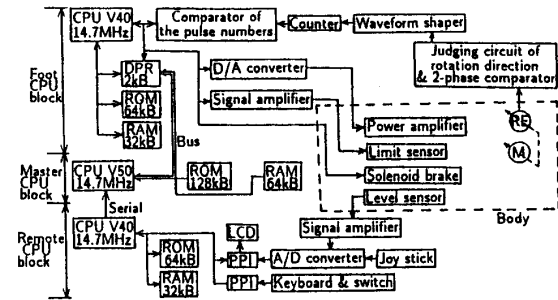 Foot
CPU
block
CPU V40
14.7MHz
Comparator of
the pulse numbers
Counter
Waveform shaper
Judging circuit of
rotation direction
& 2-phase comparator
DPR
2kB
ROM
64kB
RAM
32kB
D/A converter
Signal amplifier
Bus
Power amplifier
Limit sensor
Solenoid brake
Level sensor
RE
M
Body
Master
CPU
block
CPU V50
14.7MHz
ROM
128kB
RAM
64kB
Serial
Remote
CPU
block
CPU V40
14.7MHz
ROM
64kB
RAM
32kB
LCD
PPI
PPI
Signal amplifier
A/D converter
Joy stick
Keyboard & switch